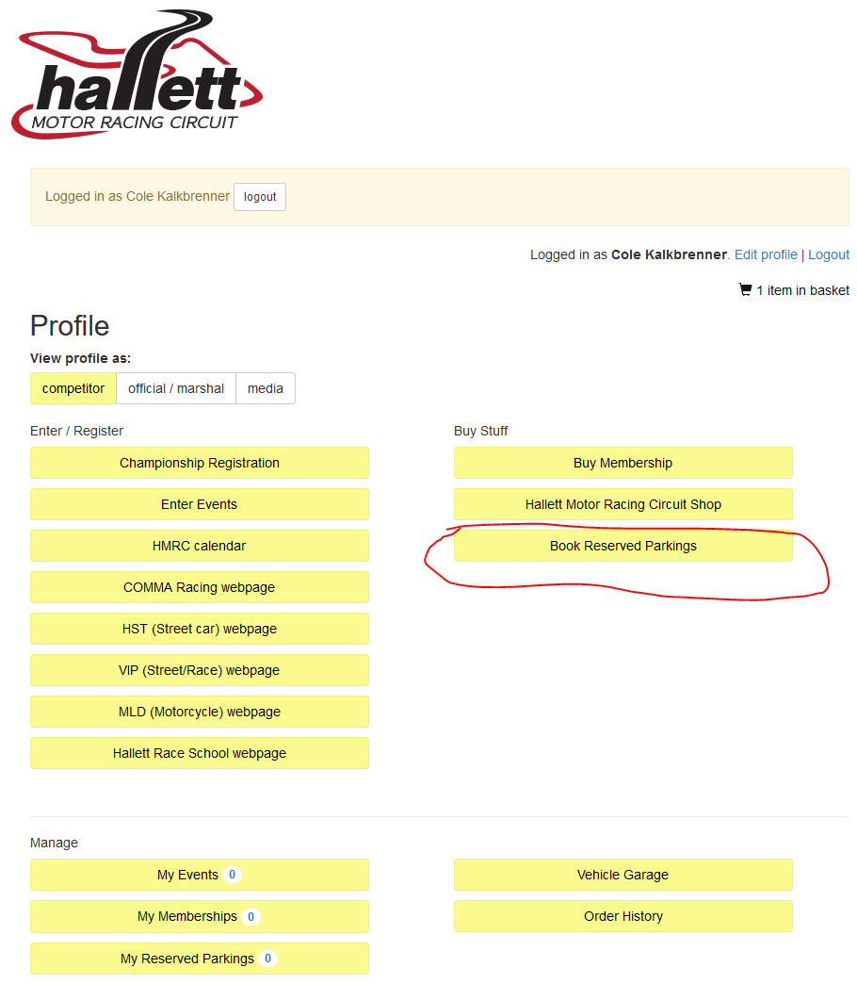 hallett
MOTOR RACING CIRCUIT
Logged in as Cole Kalkbrenner logout
Logged in as Cole Kalkbrenner. Edit profile | Logout
1 item in basket
Profile
View profile as:
competitor official / marshal media
Enter / Register
Championship Registration
Enter Events
HMRC calendar
COMMA Racing webpage
HST (Street car) webpage
VIP (Street/Race) webpage
MLD (Motorcycle) webpage
Hallett Race School webpage
Buy Stuff
Buy Membership
Hallett Motor Racing Circuit Shop
Book Reserved Parkings
Manage
My Events 0
My Memberships 0
My Reserved Parkings 0
Vehicle Garage
Order History